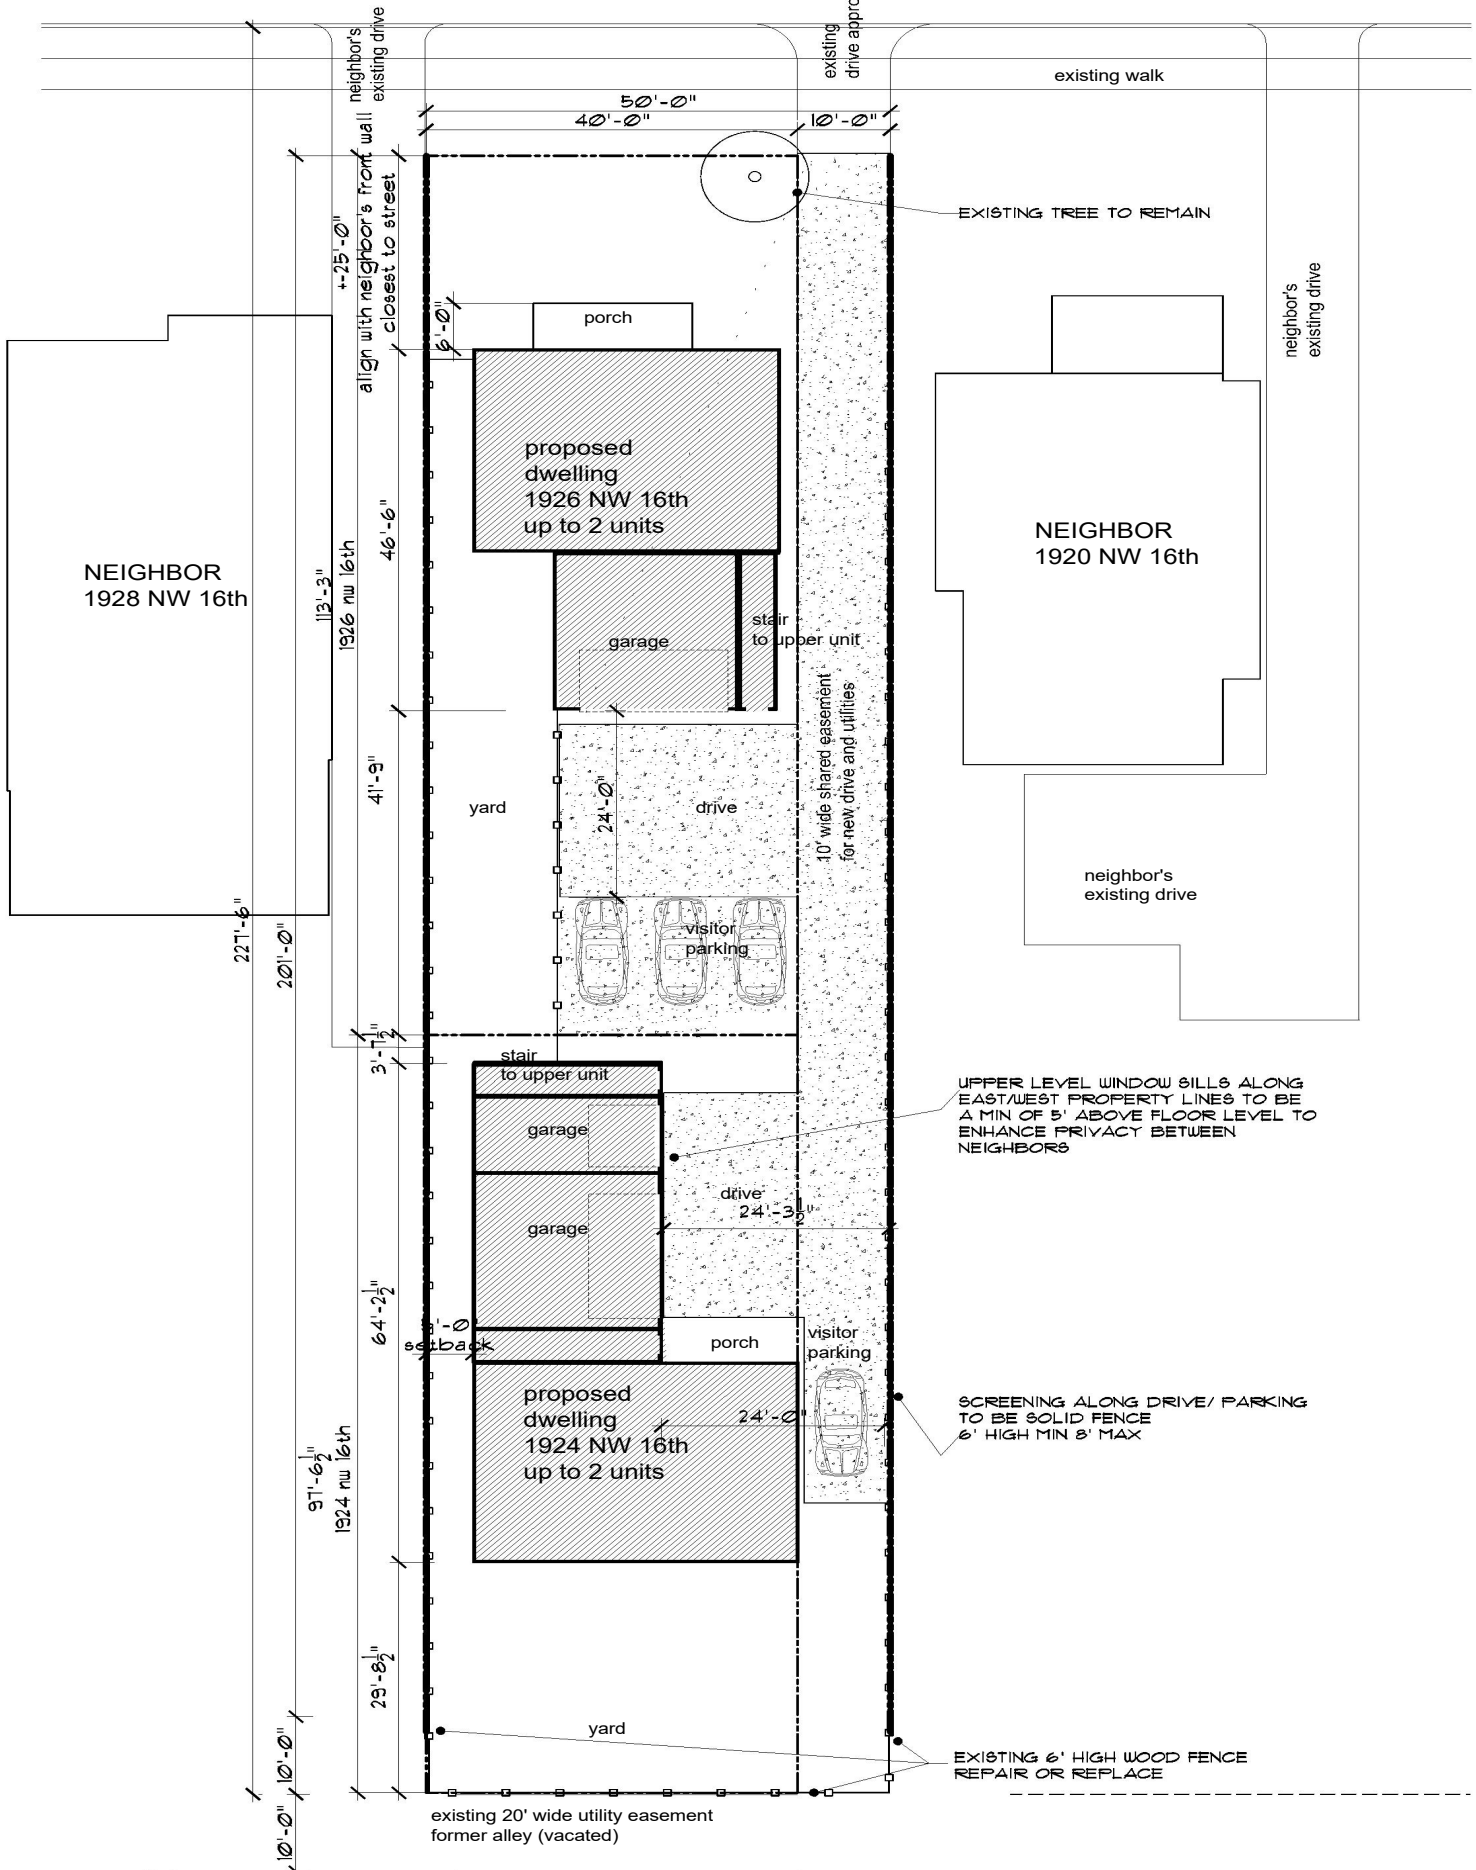 neighbor's
existing drive
existing
existing walk
50'-0"
40'-0"
10'-0"
EXISTING TREE TO REMAIN
+-25'-0"
align with neighbor's front wall
closest to street
6'-0"
porch
neighbor's
existing drive
proposed
dwelling
1926 NW 16th
up to 2 units
46'-6"
NEIGHBOR
1920 NW 16th
NEIGHBOR
1928 NW 16th
113'-3"
1926 nw 16th
garage
stair
to upper unit
10' wide shared easement
for new drive and utilities
41'-9"
yard
24'-0"
drive
neighbor's
existing drive
227'-6"
201'-0"
visitor
parking
3'-7 1/2"
stair
to upper unit
UPPER LEVEL WINDOW SILLS ALONG
EAST/WEST PROPERTY LINES TO BE
A MIN OF 5' ABOVE FLOOR LEVEL TO
ENHANCE PRIVACY BETWEEN
NEIGHBORS
garage
garage
drive
64'-2 1/2"
setback
porch
visitor
parking
proposed
dwelling
1924 NW 16th
up to 2 units
24'-0"
SCREENING ALONG DRIVE/ PARKING
TO BE SOLID FENCE
6' HIGH MIN 8' MAX
97'-6 1/2"
1924 nw 16th
29'-8 1/2"
yard
10'-0"
EXISTING 6' HIGH WOOD FENCE
REPAIR OR REPLACE
10'-0"
existing 20' wide utility easement
former alley (vacated)